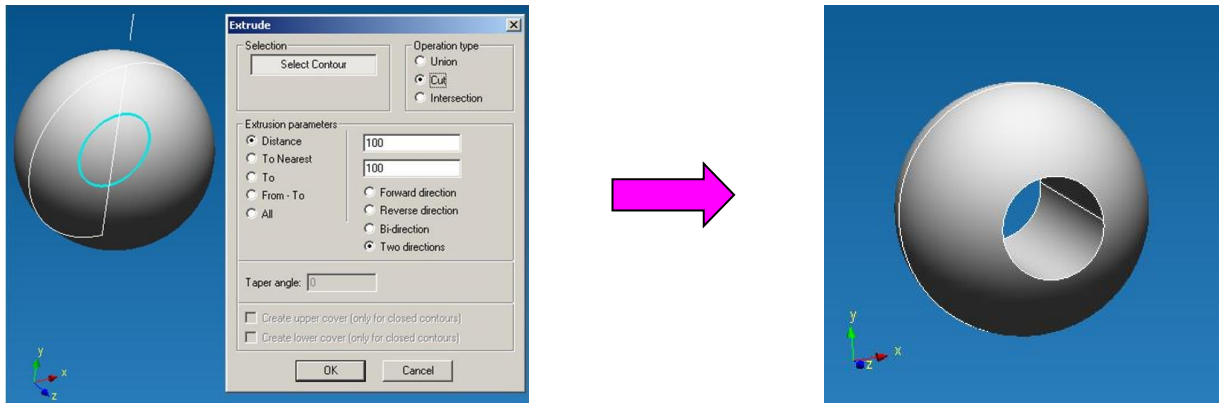 Extrude
Selection
Select Contour
Operation type
Union
Cut
Intersection
Extrusion parameters
Distance
To Nearest
To
From - To
All
100
100
Forward direction
Reverse direction
Bi-direction
Two directions
Taper angle: 0
Create upper cover (only for closed contours)
Create lower cover (only for closed contours)
OK Cancel
y
x
z
y
x
z